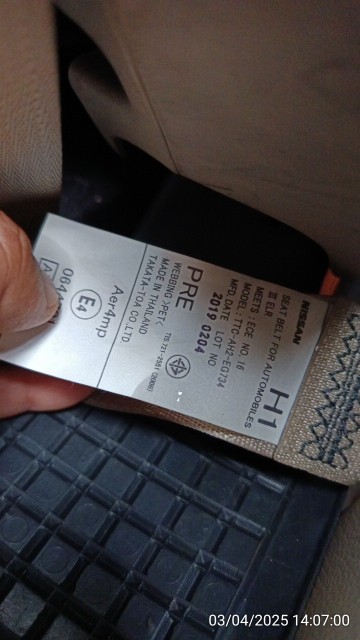 NISSAN
H1
SEAT BELT FOR AUTOMOBILES
III ELR
MEETS : ECE NO. 16
MODEL : TTC-AH2-EG734
M'D. DATE LOT NO
2019 0204
PRE
WEBBING >PET<
MADE IN THAILAND
TAKATA-TOA CO.,LTD.
Aer4mp
E4
A
03/04/2025 14:07:00